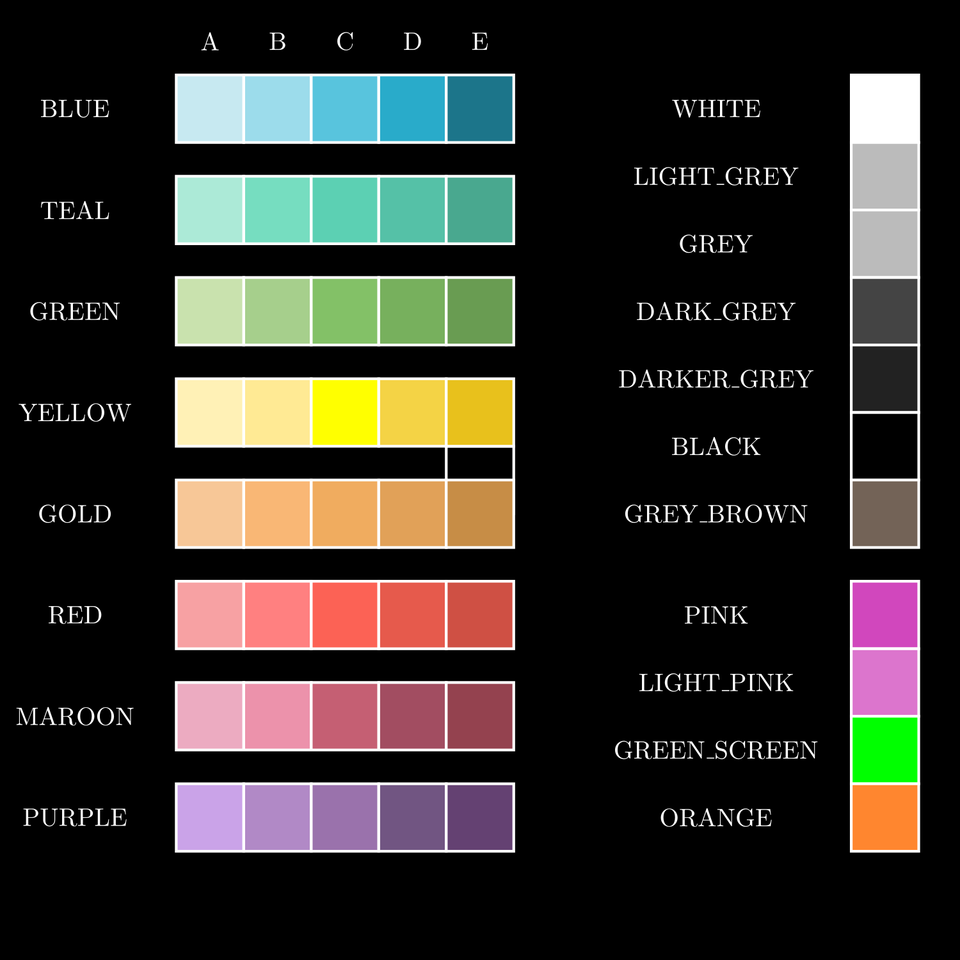 A B C D E
BLUE
TEAL
GREEN
YELLOW
GOLD
RED
MAROON
PURPLE
WHITE
LIGHT_GREY
GREY
DARK_GREY
DARKER_GREY
BLACK
GREY_BROWN
PINK
LIGHT_PINK
GREEN_SCREEN
ORANGE